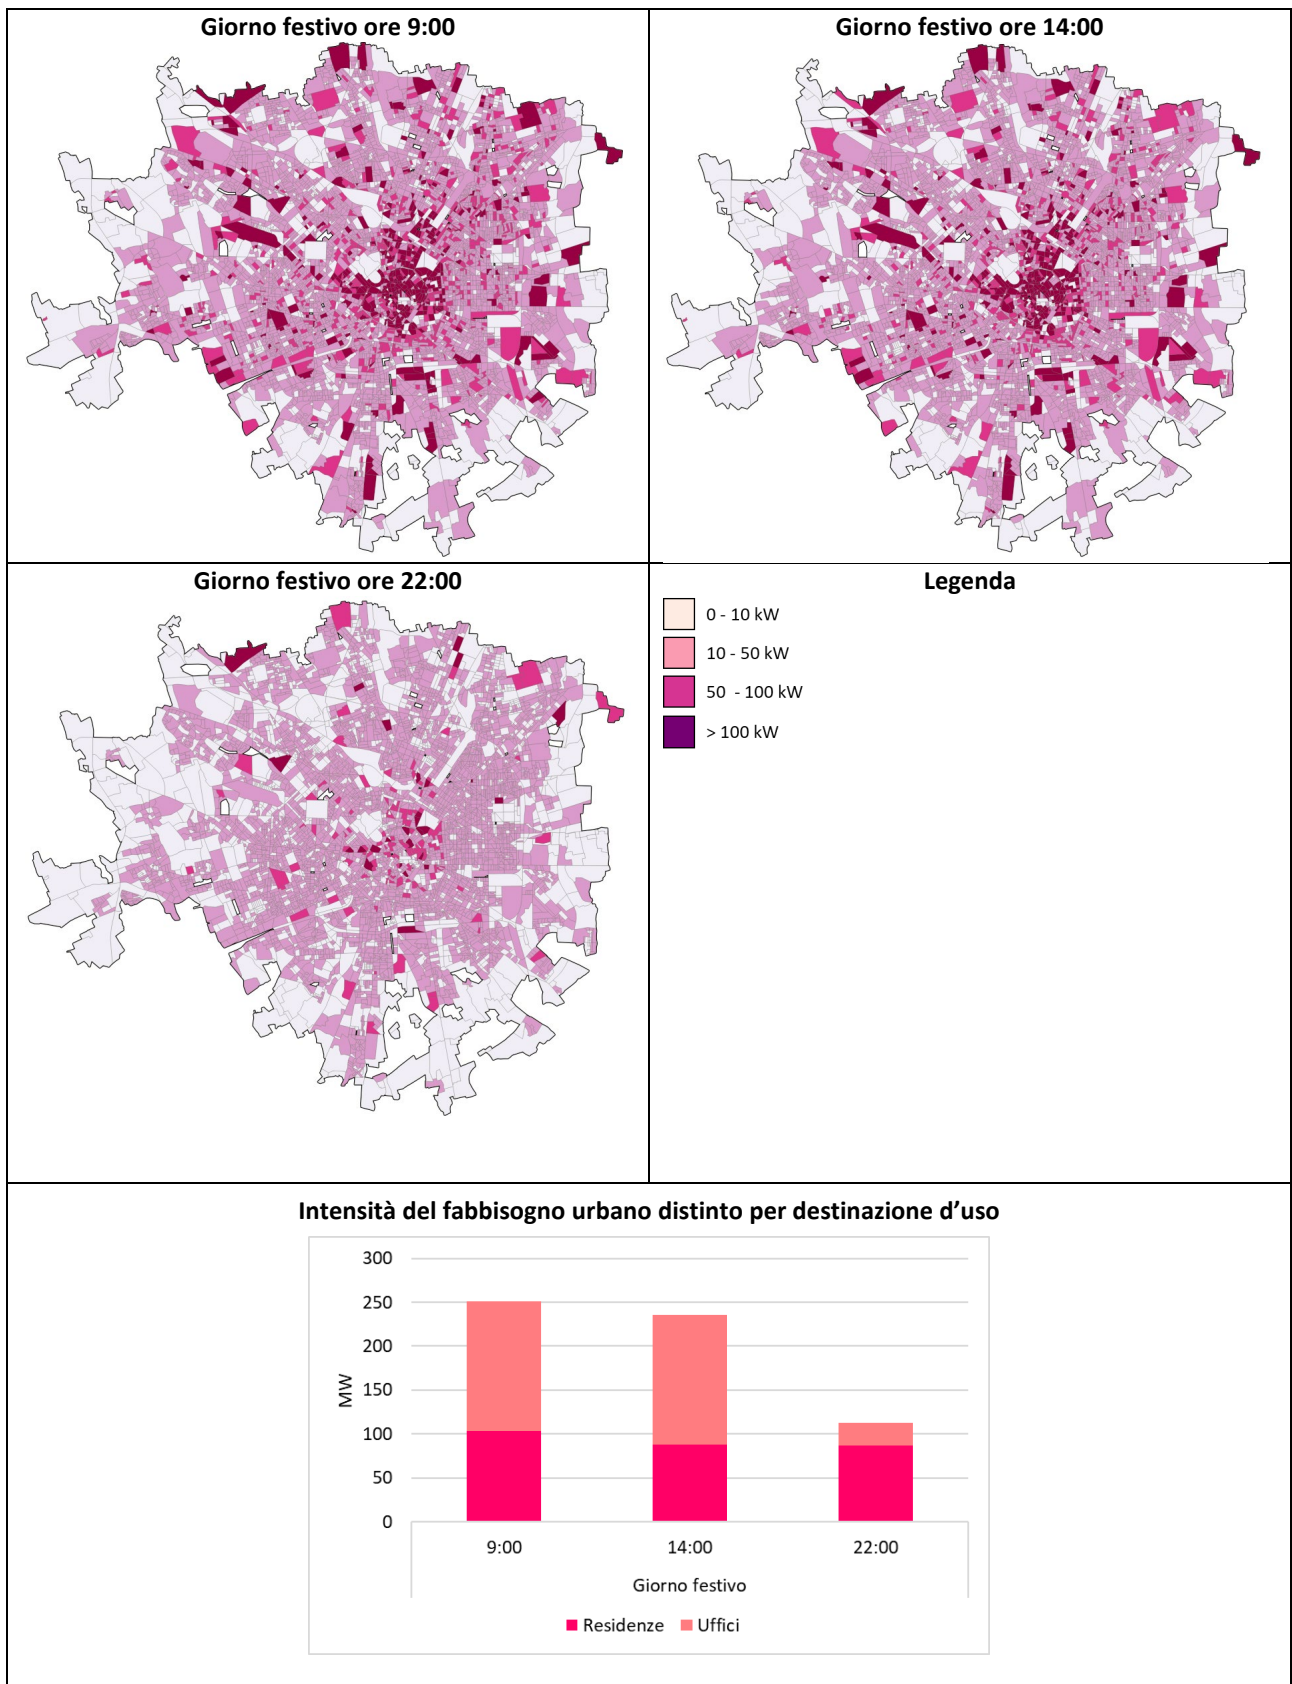 Giorno festivo ore 9:00
Giorno festivo ore 14:00
Giorno festivo ore 22:00
Legenda
0 - 10 kW
10 - 50 kW
50 - 100 kW
> 100 kW
Intensità del fabbisogno urbano distinto per destinazione d’uso
300
250
200
150
100
50
0
MW
9:00 14:00 22:00
Giorno festivo
Residenze Uffici